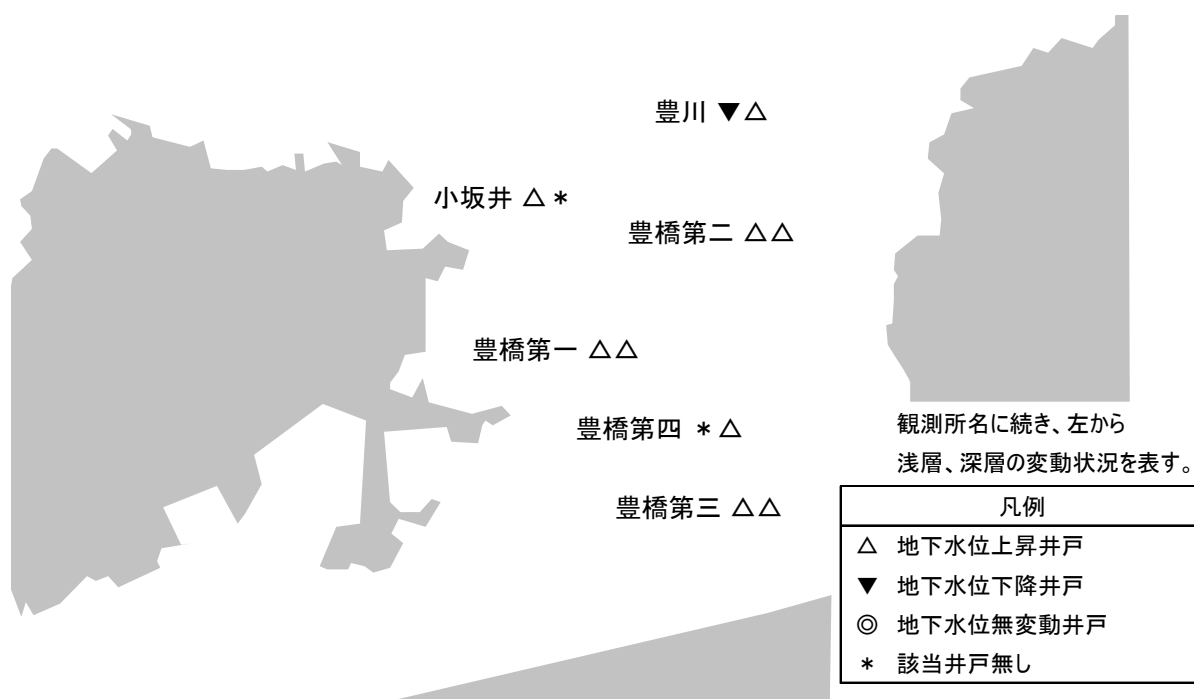 豊川 ▼△
小坂井 △*
豊橋第二 △△
豊橋第一 △△
豊橋第四 *△
豊橋第三 △△
観測所名に続き、左から
浅層、深層の変動状況を表す。
凡例
△ 地下水位上昇井戸
▼ 地下水位下降井戸
◎ 地下水位無変動井戸
* 該当井戸無し